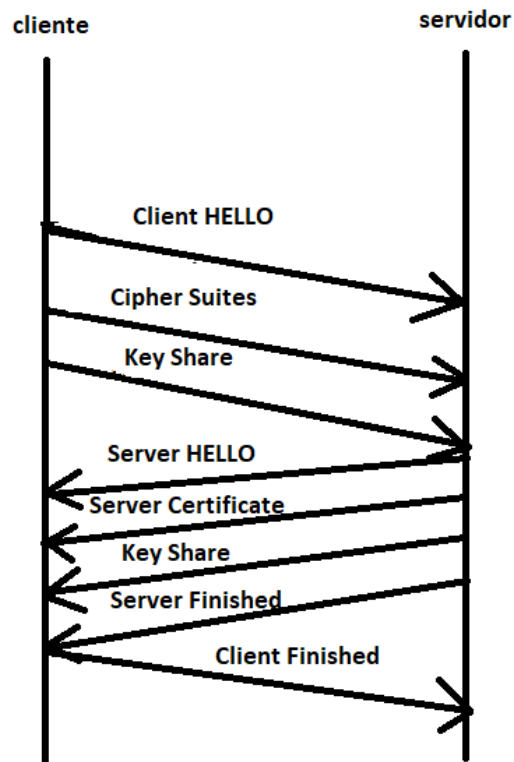 cliente
servidor
Client HELLO
Cipher Suites
Key Share
Server HELLO
Server Certificate
Key Share
Server Finished
Client Finished